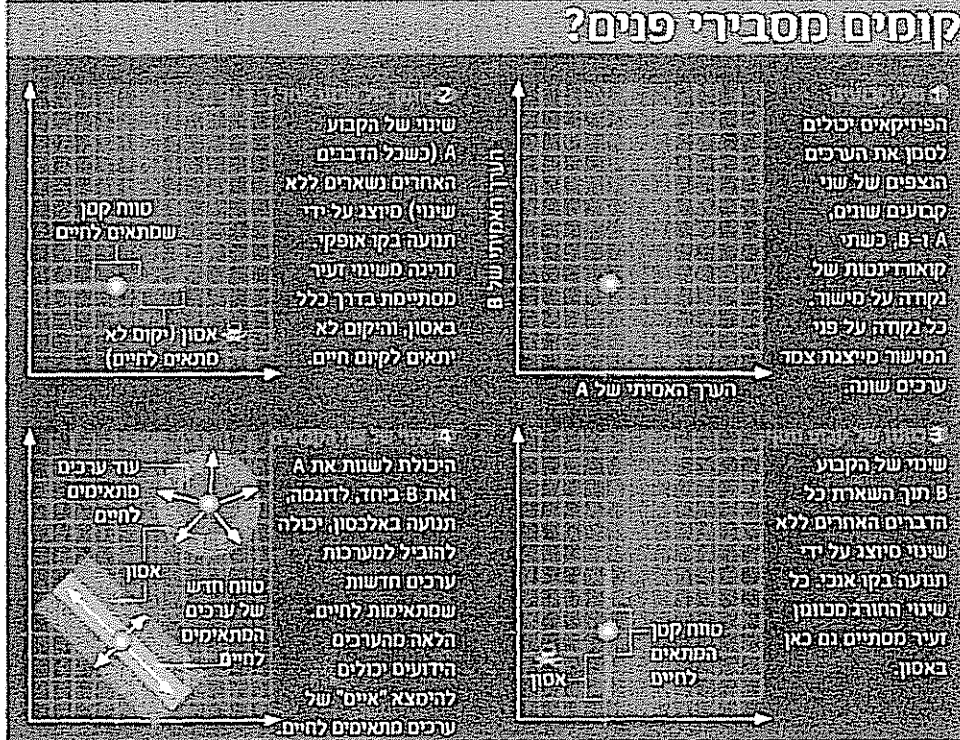 קומים מסבירי פנים?
1
הפיזיקאים יכולים
לסמן את הערכים
הנצפים של שני
קבועים שונים,
A ו-B, כשתי
קואורדינטות של
נקודה על מישור.
כל נקודה על פני
המישור מייצגת צמד
ערכים שונה.
הערך האמיתי של B
הערך האמיתי של A
2
שינוי של הקבוע
A (כשכל הדברים
האחרים נשארים ללא
שינוי) מיוצג על ידי
תנועה בקו אופקי.
חריגה משינוי זעיר
מסתיימת בדרך כלל
באסון, והיקום לא
יתאים לקיום חיים
טווח קטן
שמתאים לחיים
אסון (יקום לא
מתאים לחיים)
3
שינוי של הקבוע
B תוך השארת כל
הדברים האחרים ללא
שינוי מיוצג על ידי
תנועה בקו אנכי. כל
שינוי החורג מכוונון
זעיר מסתיים גם כאן
באסון.
טווח קטן
המתאים
לחיים
אסון
4
היכולת לשנות את A
ואת B ביחד, לדוגמה,
תנועה באלכסון, יכולה
להוביל למערכות
ערכים חדשות
שמתאימות לחיים.
הלאה מהערכים
הידועים יכולים
להימצא "איים" של
ערכים מתאימים לחיים.
עוד ערכים
מתאימים
לחיים
אסון
טווח חדש
של ערכים
המתאימים
לחיים